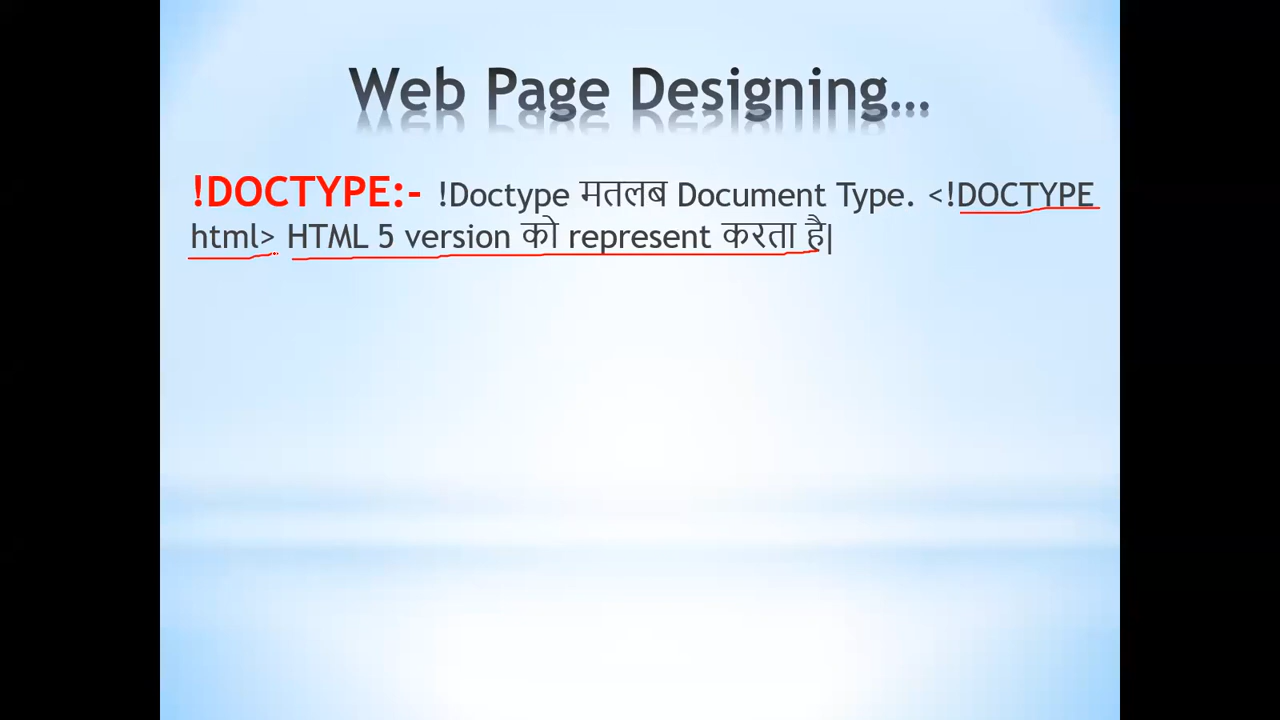 Web Page Designing...
!DOCTYPE:- !Doctype मतलब Document Type. <!DOCTYPE
html> HTML 5 version को represent करता है|